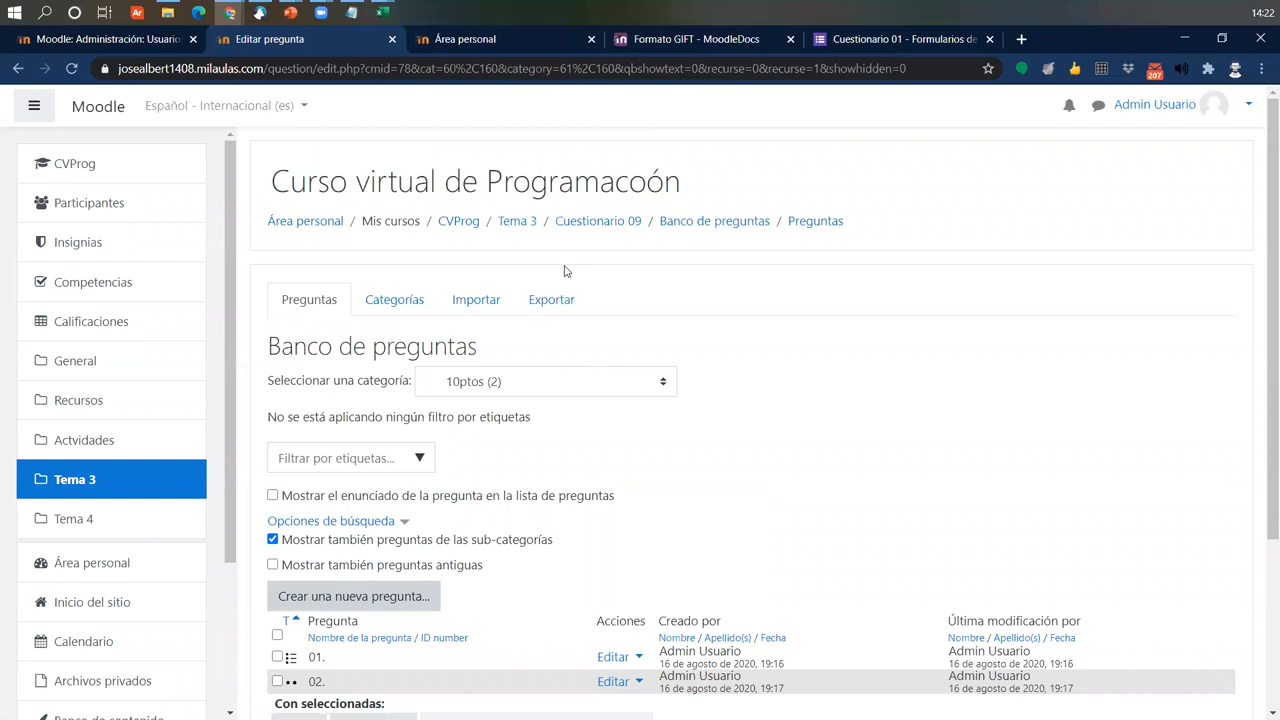 14:22
Moodle: Administración: Usuario
Editar pregunta
Área personal
Formato GIFT - MoodleDocs
Cuestionario 01 - Formularios de
josealbert1408.milaulas.com/question/edit.php?cmid=78&cat=60%2C160&category=61%2C160&qbshowtext=0&recurse=0&recurse=1&showhidden=0
207
Moodle
Español - Internacional (es)
Admin Usuario
CVProg
Participantes
Insignias
Competencias
Calificaciones
General
Recursos
Actvidades
Tema 3
Tema 4
Área personal
Inicio del sitio
Calendario
Archivos privados
Banco de contenido
Curso virtual de Programacoón
Área personal / Mis cursos / CVProg / Tema 3 / Cuestionario 09 / Banco de preguntas / Preguntas
Preguntas
Categorías
Importar
Exportar
Banco de preguntas
Seleccionar una categoría: 10ptos (2)
No se está aplicando ningún filtro por etiquetas
Filtrar por etiquetas...
Mostrar el enunciado de la pregunta en la lista de preguntas
Opciones de búsqueda
Mostrar también preguntas de las sub-categorías
Mostrar también preguntas antiguas
Crear una nueva pregunta...
T Pregunta Acciones Creado por Última modificación por
Nombre de la pregunta / ID number Nombre / Apellido(s) / Fecha Nombre / Apellido(s) / Fecha
01. Editar Admin Usuario Admin Usuario
16 de agosto de 2020, 19:16 16 de agosto de 2020, 19:16
02. Editar Admin Usuario Admin Usuario
16 de agosto de 2020, 19:17 16 de agosto de 2020, 19:17
Con seleccionados: